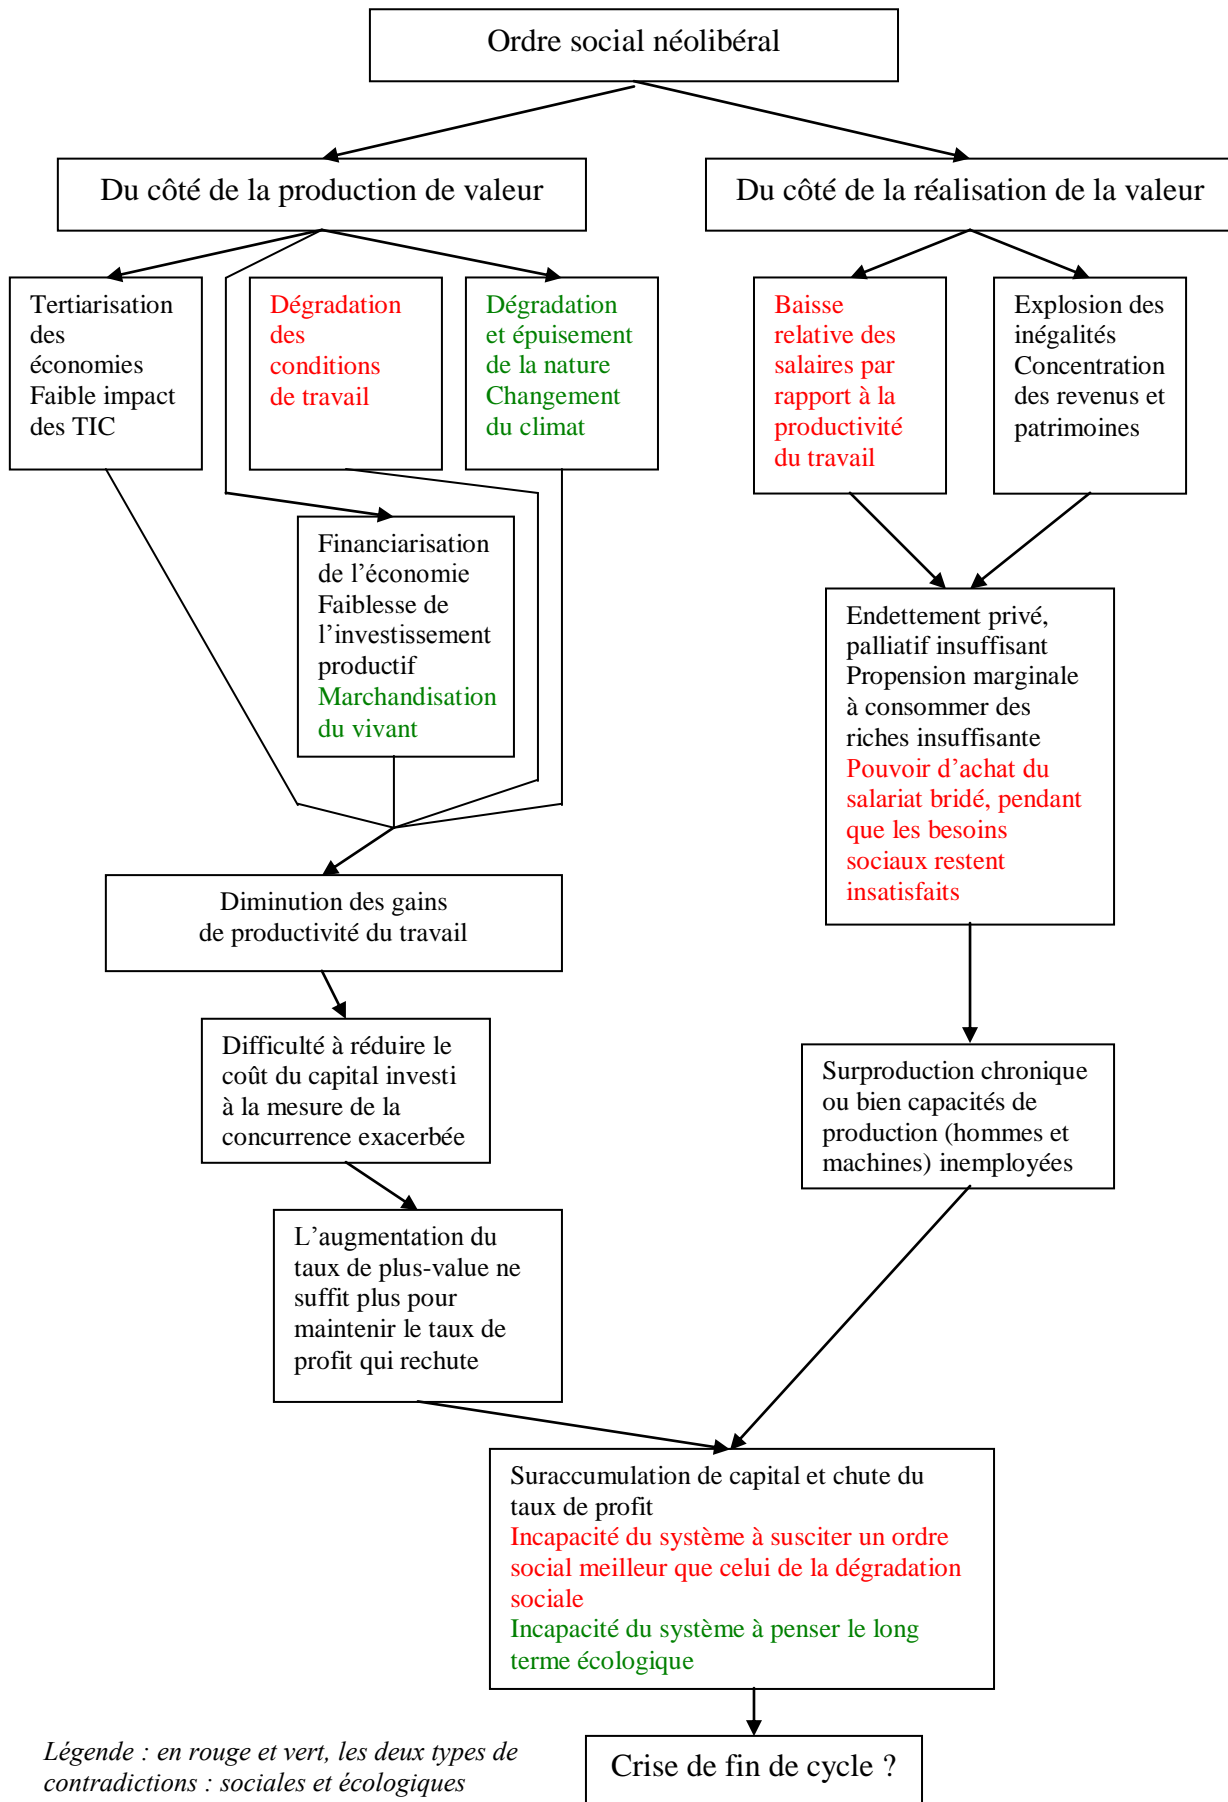 Ordre social néolibéral
Du côté de la production de valeur
Du côté de la réalisation de la valeur
Tertiarisation
des
économies
Faible impact
des TIC
Dégradation
des
conditions
de travail
Dégradation
et épuisement
de la nature
Changement
du climat
Baisse
relative des
salaires par
rapport à la
productivité
du travail
Explosion des
inégalités
Concentration
des revenus et
patrimoines
Financiarisation
de l’économie
Faiblesse de
l’investissement
productif
Marchandisation
du vivant
Endettement privé,
palliatif insuffisant
Propension marginale
à consommer des
riches insuffisante
Pouvoir d’achat du
salariat bridé, pendant
que les besoins
sociaux restent
insatisfaits
Diminution des gains
de productivité du travail
Difficulté à réduire le
coût du capital investi
à la mesure de la
concurrence exacerbée
Surproduction chronique
ou bien capacités de
production (hommes et
machines) inemployées
L’augmentation du
taux de plus-value ne
suffit plus pour
maintenir le taux de
profit qui rechute
Suraccumulation de capital et chute du
taux de profit
Incapacité du système à susciter un ordre
social meilleur que celui de la dégradation
sociale
Incapacité du système à penser le long
terme écologique
Légende : en rouge et vert, les deux types de
contradictions : sociales et écologiques
Crise de fin de cycle ?